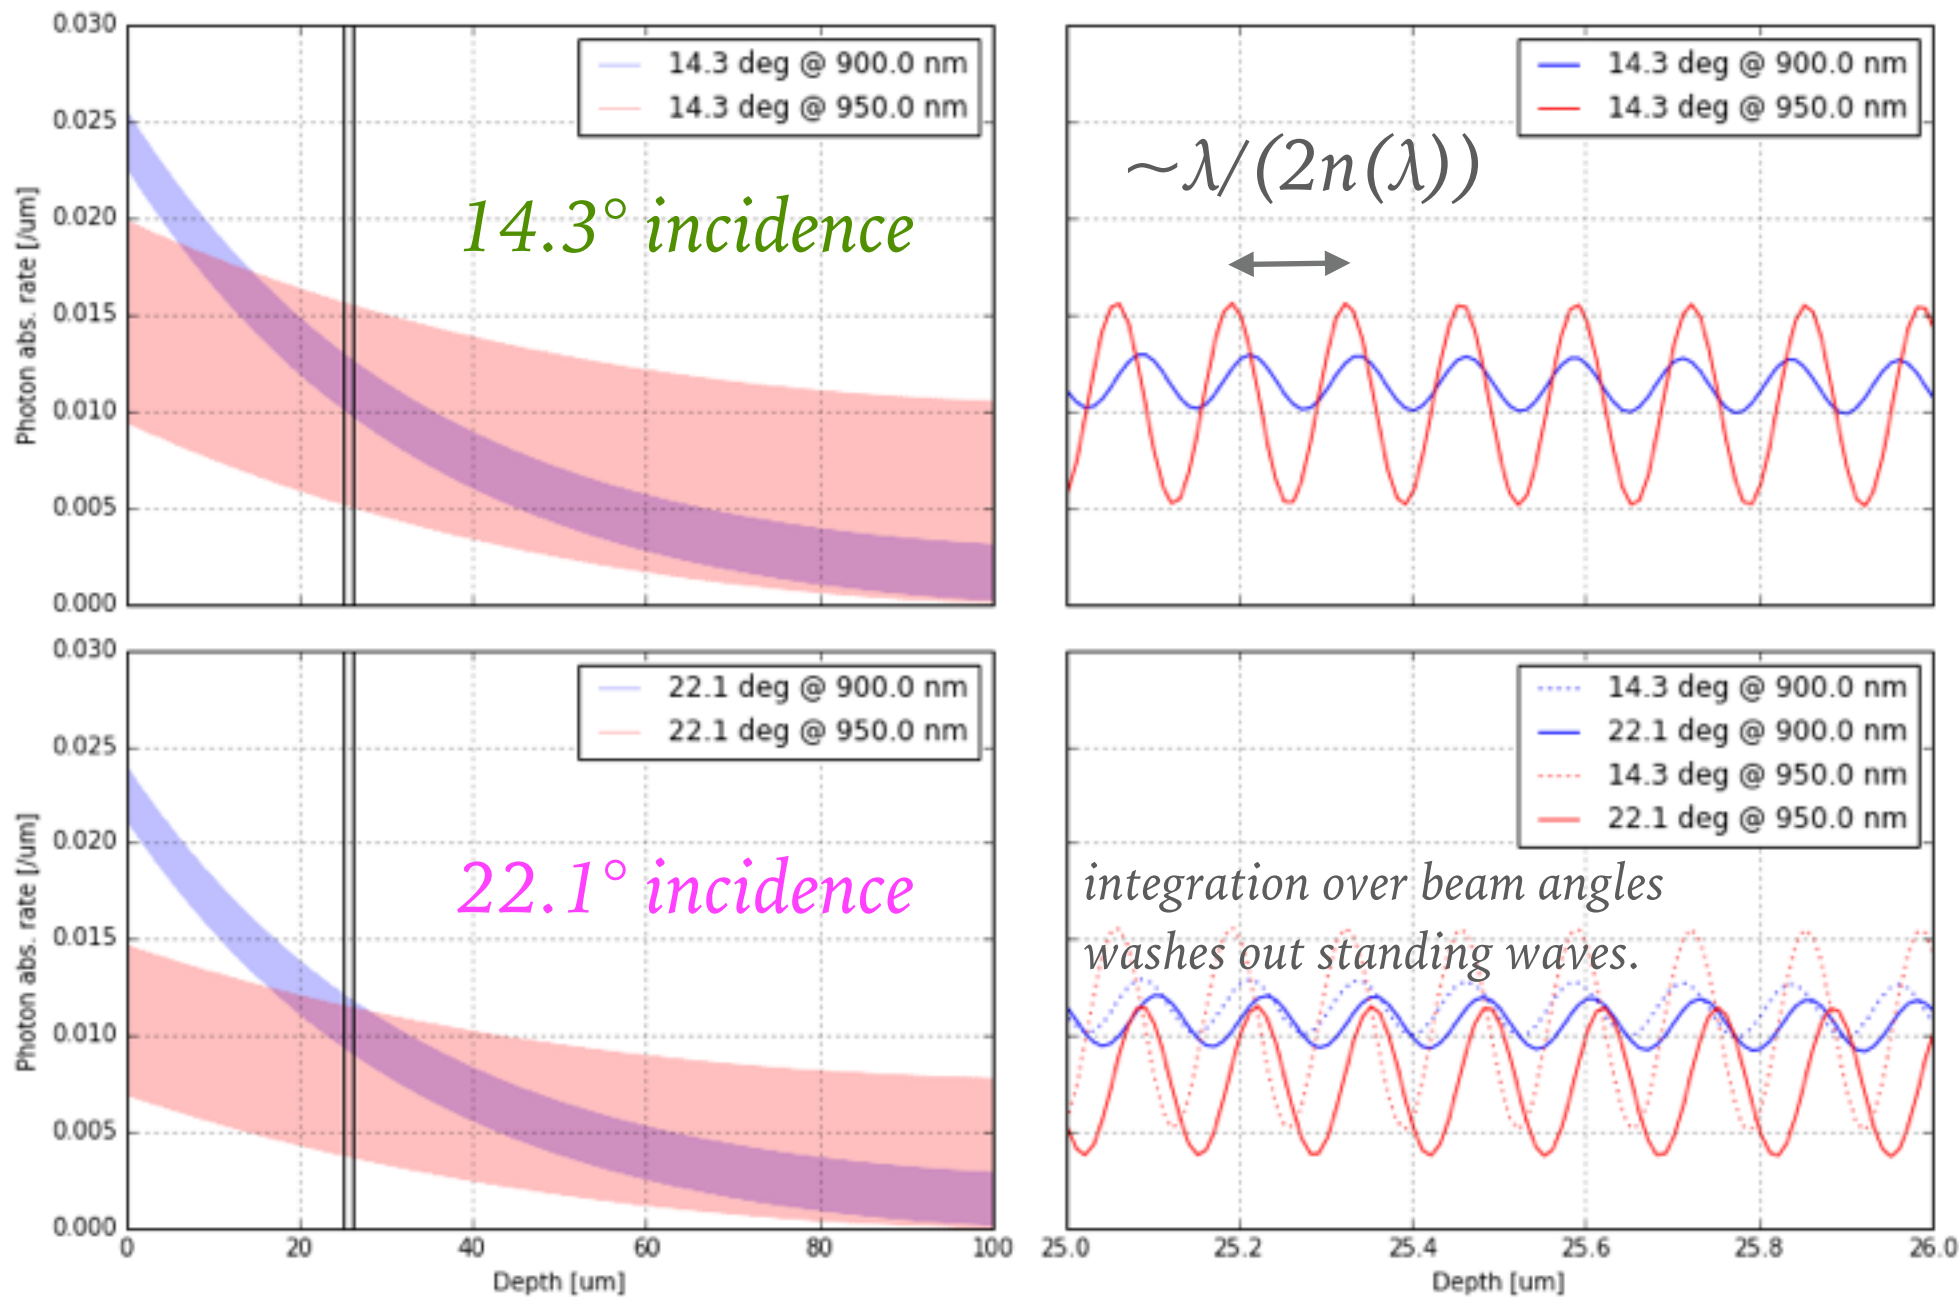 0.030
0.025
0.020
0.015
0.010
0.005
0.000
Photon abs. rate [/um]
14.3 deg @ 900.0 nm
14.3 deg @ 950.0 nm
14.3° incidence
14.3 deg @ 900.0 nm
14.3 deg @ 950.0 nm
~λ/(2n(λ))
0.030
0.025
0.020
0.015
0.010
0.005
0.000
Photon abs. rate [/um]
22.1 deg @ 900.0 nm
22.1 deg @ 950.0 nm
22.1° incidence
0 20 40 60 80 100
Depth [um]
14.3 deg @ 900.0 nm
22.1 deg @ 900.0 nm
14.3 deg @ 950.0 nm
22.1 deg @ 950.0 nm
integration over beam angles
washes out standing waves.
25.0 25.2 25.4 25.6 25.8 26.0
Depth [um]